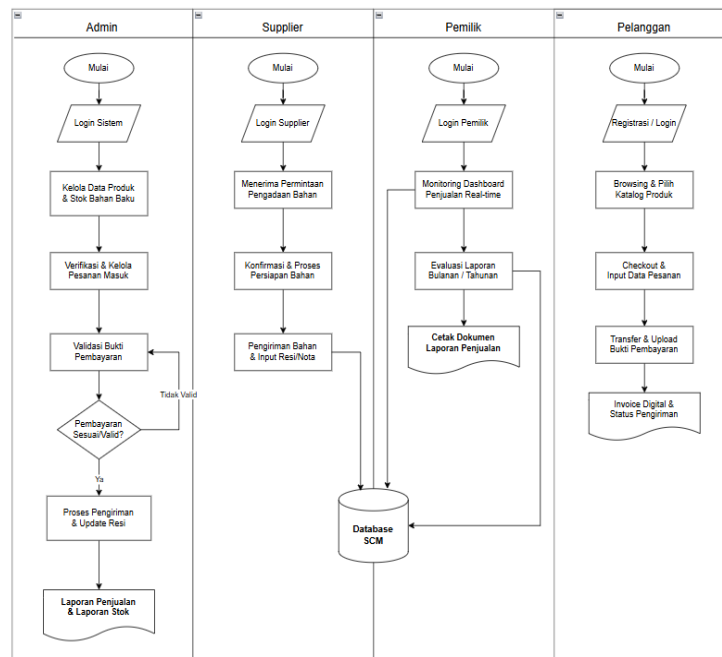 Admin
Supplier
Pemilik
Pelanggan
Mulai
Login Sistem
Kelola Data Produk
& Stok Bahan Baku
Verifikasi & Kelola
Pesanan Masuk
Validasi Bukti
Pembayaran
Tidak Valid
Pembayaran
Sesuai/Valid?
Ya
Proses Pengiriman
& Update Resi
Laporan Penjualan
& Laporan Stok
Mulai
Login Supplier
Menerima Permintaan
Pengadaan Bahan
Konfirmasi & Proses
Persiapan Bahan
Pengiriman Bahan
& Input Resi/Nota
Database
SCM
Mulai
Login Pemilik
Monitoring Dashboard
Penjualan Real-time
Evaluasi Laporan
Bulanan / Tahunan
Cetak Dokumen
Laporan Penjualan
Mulai
Registrasi / Login
Browsing & Pilih
Katalog Produk
Checkout &
Input Data Pesanan
Transfer & Upload
Bukti Pembayaran
Invoice Digital &
Status Pengiriman